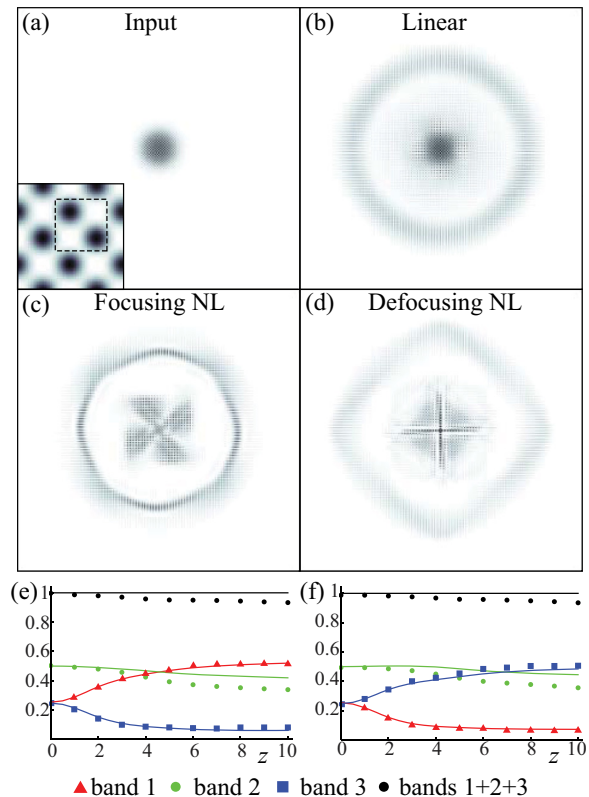 (a) Input
(b) Linear
(c) Focusing NL
(d) Defocusing NL
(e)
1
0.8
0.6
0.4
0.2
0 2 4 6 8 z 10
(f)
1
0.8
0.6
0.4
0.2
0 2 4 6 8 z 10
band 1 band 2 band 3 bands 1+2+3